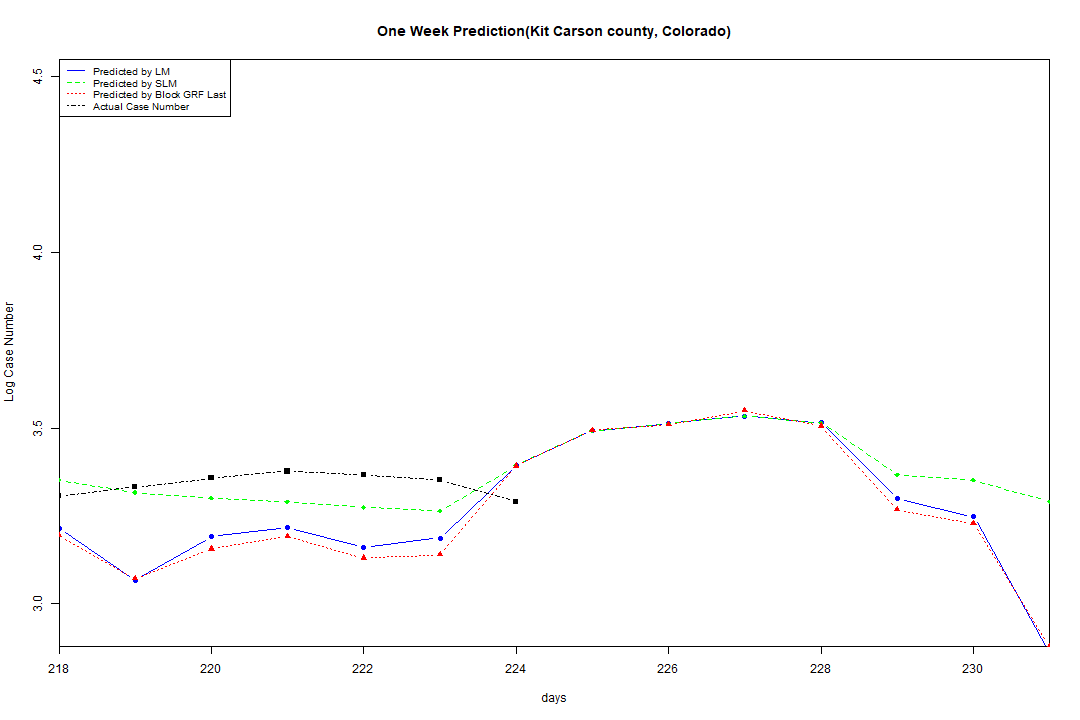 One Week Prediction(Kit Carson county, Colorado)
Predicted by LM
Predicted by SLM
Predicted by Block GRF Last
Actual Case Number
4.5
4.0
3.5
3.0
Log Case Number
218 220 222 224 226 228 230
days